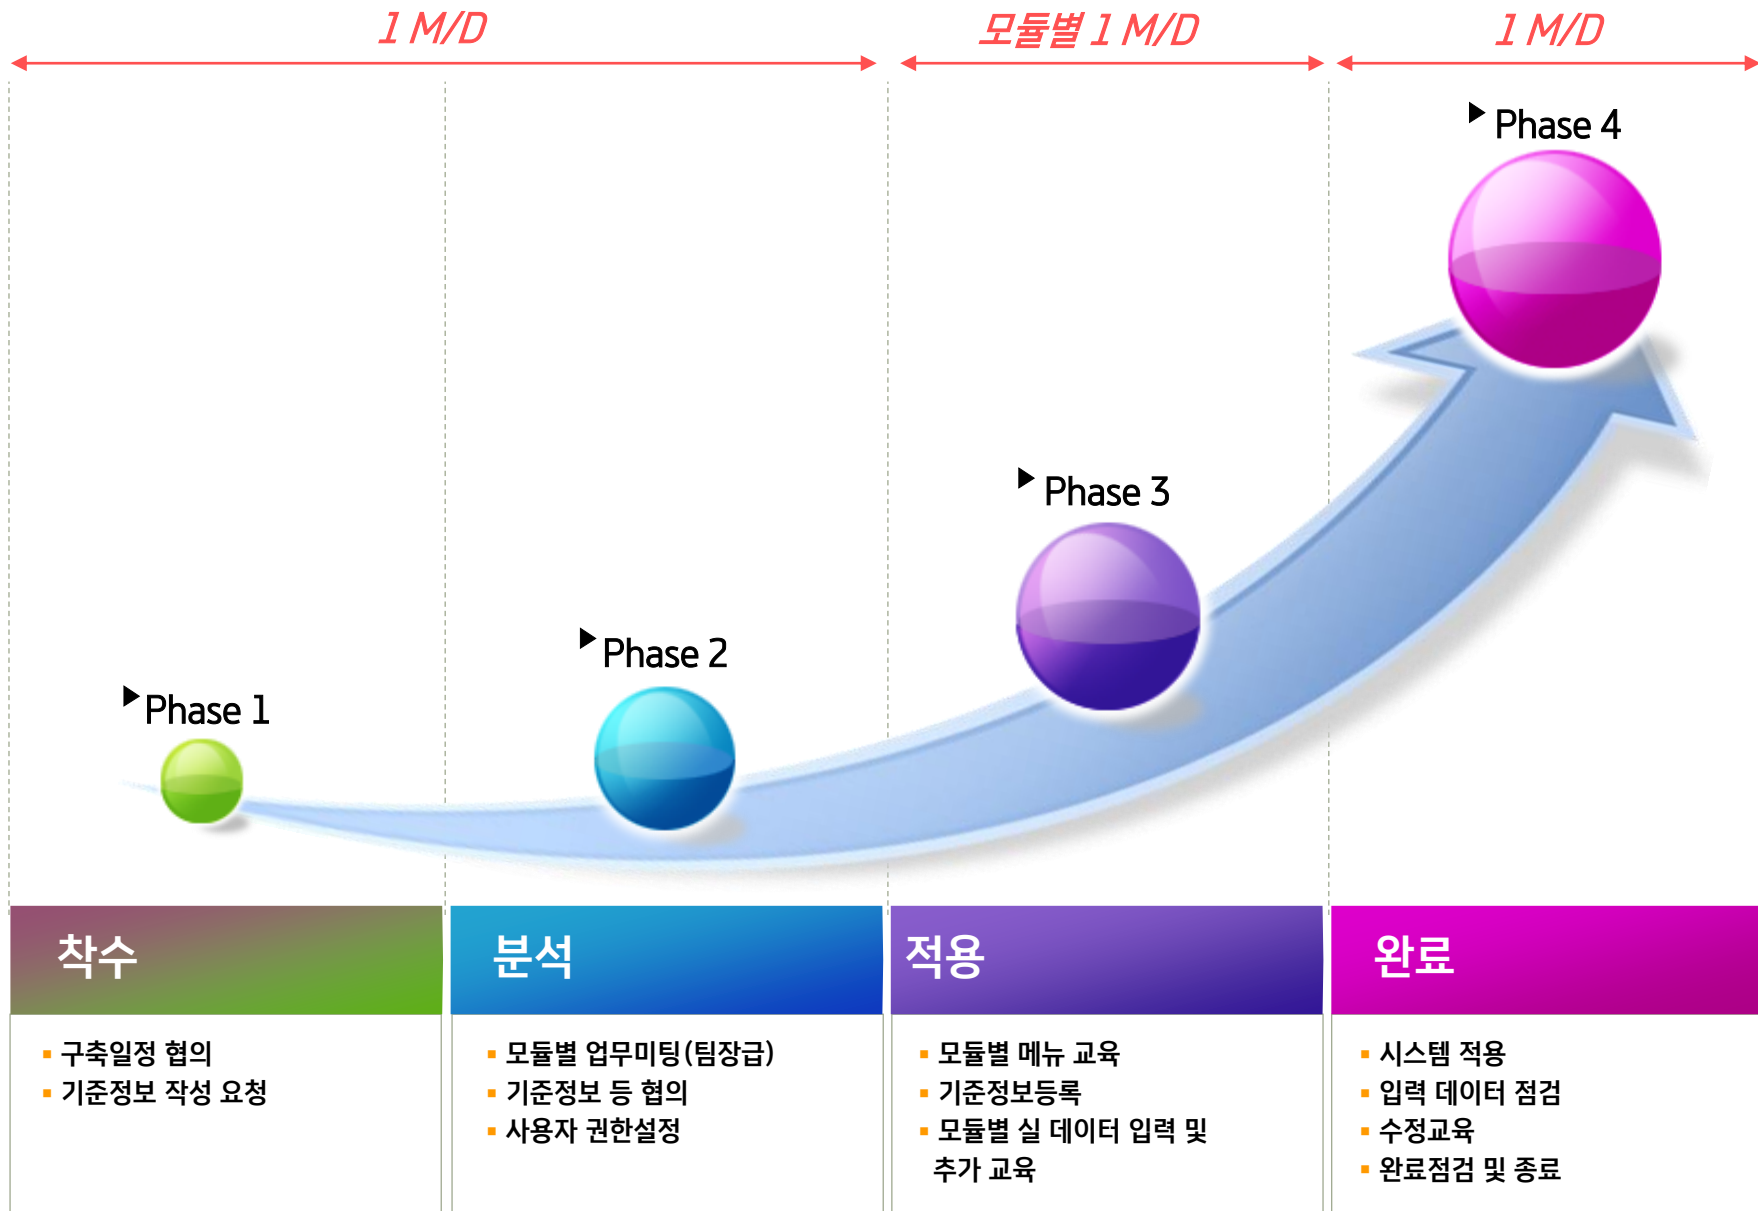 1 M/D
모듈별 1 M/D
1 M/D
Phase 4
Phase 3
Phase 2
Phase 1
착수
분석
적용
완료
구축일정 협의
기준정보 작성 요청
모듈별 업무미팅(팀장급)
기준정보 등 협의
사용자 권한설정
모듈별 메뉴 교육
기준정보등록
모듈별 실 데이터 입력 및
추가 교육
시스템 적용
입력 데이터 점검
수정교육
완료점검 및 종료